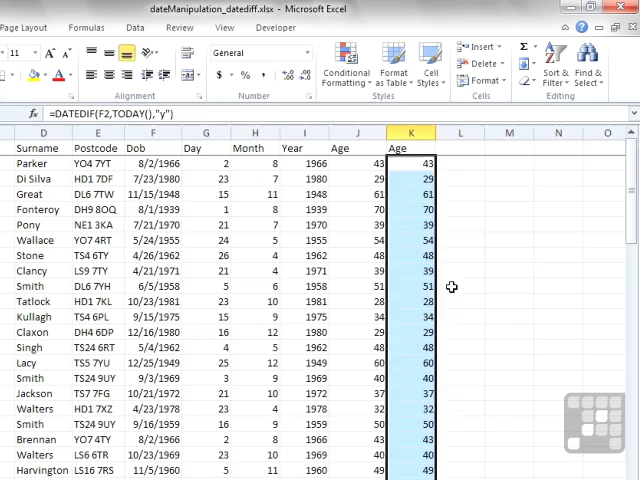 dateManipulation_datediff.xlsx - Microsoft Excel
Layout Formulas Data Review View Developer
11 General Insert
Conditional Format Cell Delete Sort & Find &
Formatting as Table Styles Format Filter Select
Alignment Number Styles Cells Editing
fx =DATEDIF(F2,TODAY(),"y")
D E F G H I J K L M N O
Surname Postcode Dob Day Month Year Age Age
Parker YO4 7YT 8/2/1966 2 8 1966 43 43
Di Silva HD1 7DF 7/23/1980 23 7 1980 29 29
Great DL6 7TW 11/15/1948 15 11 1948 61 61
Fonteroy DH9 8OQ 8/1/1939 1 8 1939 70 70
Pony NE1 3KA 7/21/1970 21 7 1970 39 39
Wallace YO7 4RT 5/24/1955 24 5 1955 54 54
Stone TS4 6TY 4/26/1962 26 4 1962 48 48
Clancy LS9 7TY 4/21/1971 21 4 1971 39 39
Smith DL6 7YH 6/5/1958 5 6 1958 51 51
Tatlock HD1 7KL 10/23/1981 23 10 1981 28 28
Kullagh TS4 6PL 9/15/1975 15 9 1975 34 34
Claxon DH4 6DP 12/16/1980 16 12 1980 29 29
Singh TS24 6RT 5/4/1962 4 5 1962 48 48
Lacy TS5 7YU 12/25/1949 25 12 1949 60 60
Smith TS24 9UY 9/3/1969 3 9 1969 40 40
Jackson TS7 7FG 10/21/1972 21 10 1972 37 37
Walters HD1 7XZ 4/23/1978 23 4 1978 32 32
Smith TS24 9UY 9/16/1959 16 9 1959 50 50
Brennan YO7 4TY 8/2/1966 2 8 1966 43 43
Walters LS6 6TR 10/23/1969 23 10 1969 40 40
Harvington LS16 7RS 11/5/1960 5 11 1960 49 49